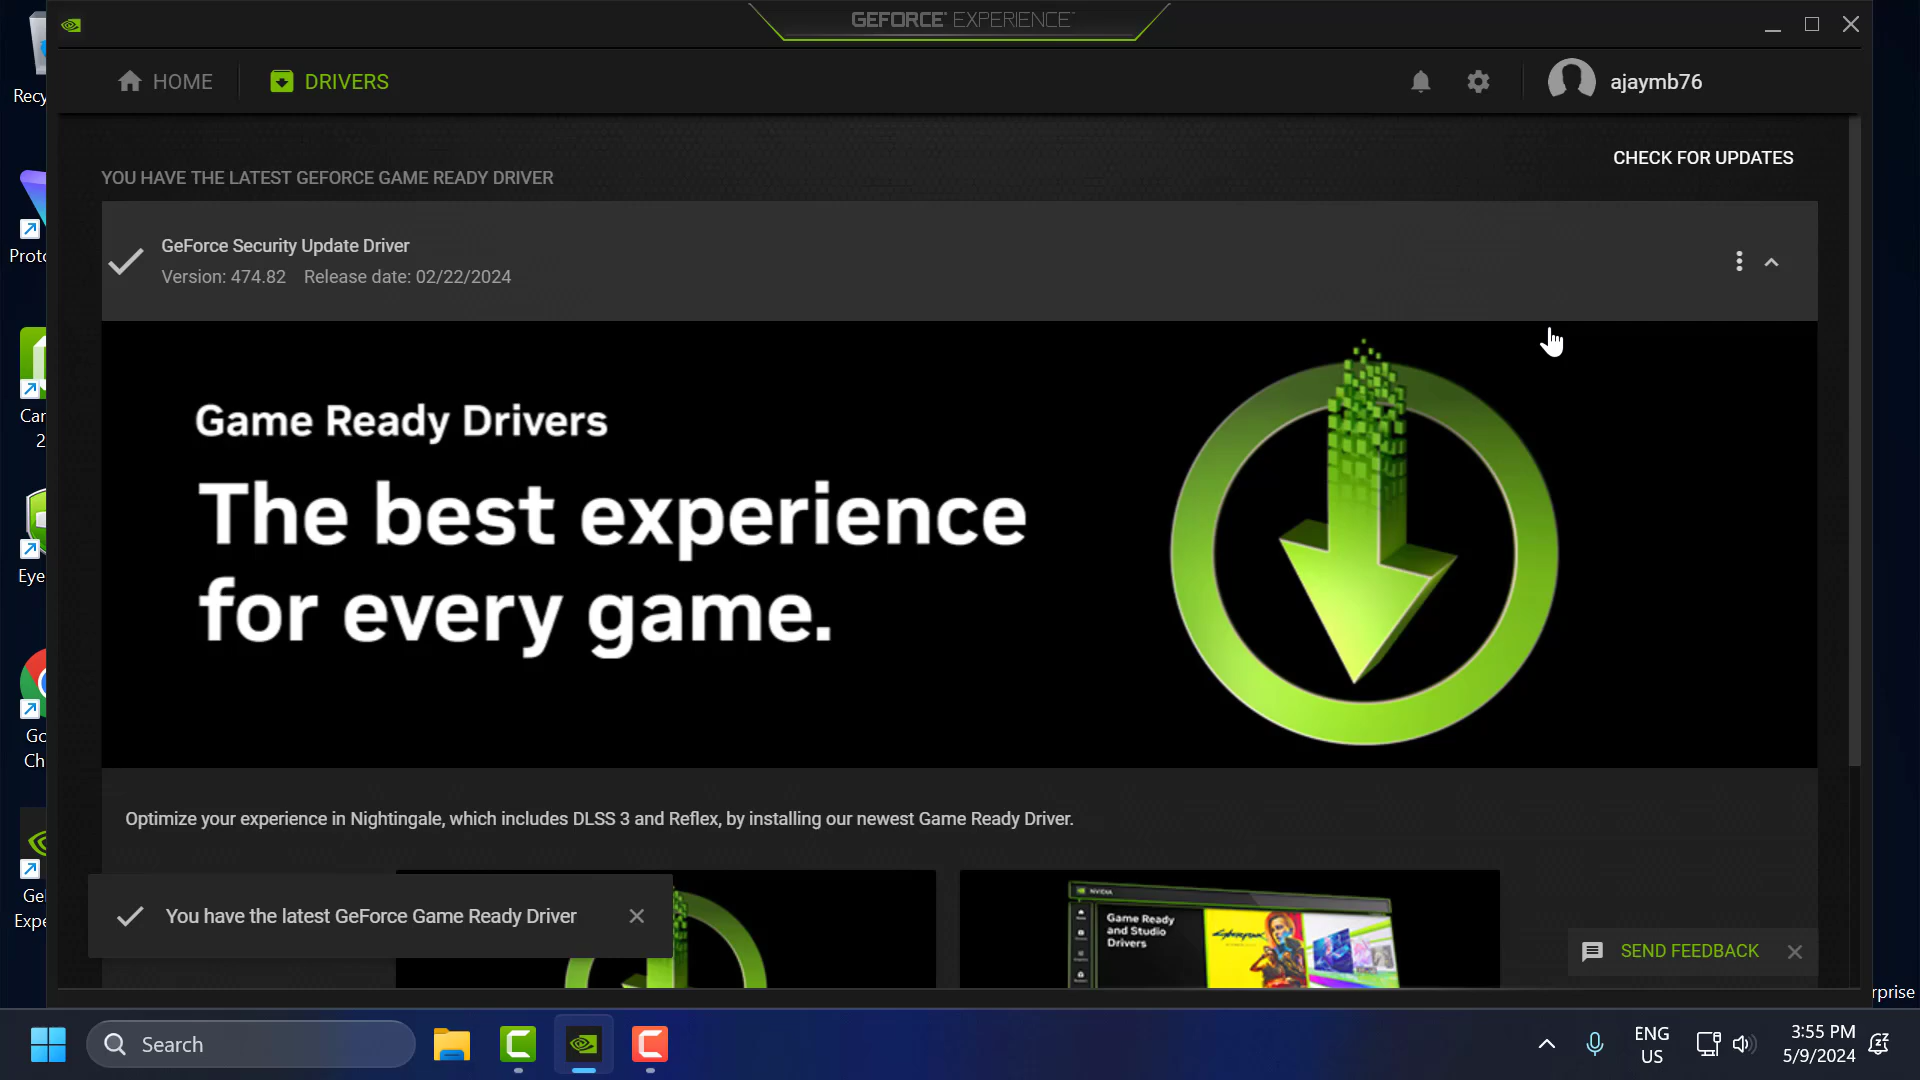 GEFORCE EXPERIENCE
HOME
DRIVERS
ajaymb76
CHECK FOR UPDATES
YOU HAVE THE LATEST GEFORCE GAME READY DRIVER
GeForce Security Update Driver
Version: 474.82 Release date: 02/22/2024
Game Ready Drivers
The best experience
for every game.
Optimize your experience in Nightingale, which includes DLSS 3 and Reflex, by installing our newest Game Ready Driver.
You have the latest GeForce Game Ready Driver
NVIDIA
Game Ready
and Studio
Drivers
Cyberpunk
SEND FEEDBACK
Recy
Proto
Car
2
Eye
Go
Ch
Gel
Expe
rprise
Search
ENG
US
3:55 PM
5/9/2024